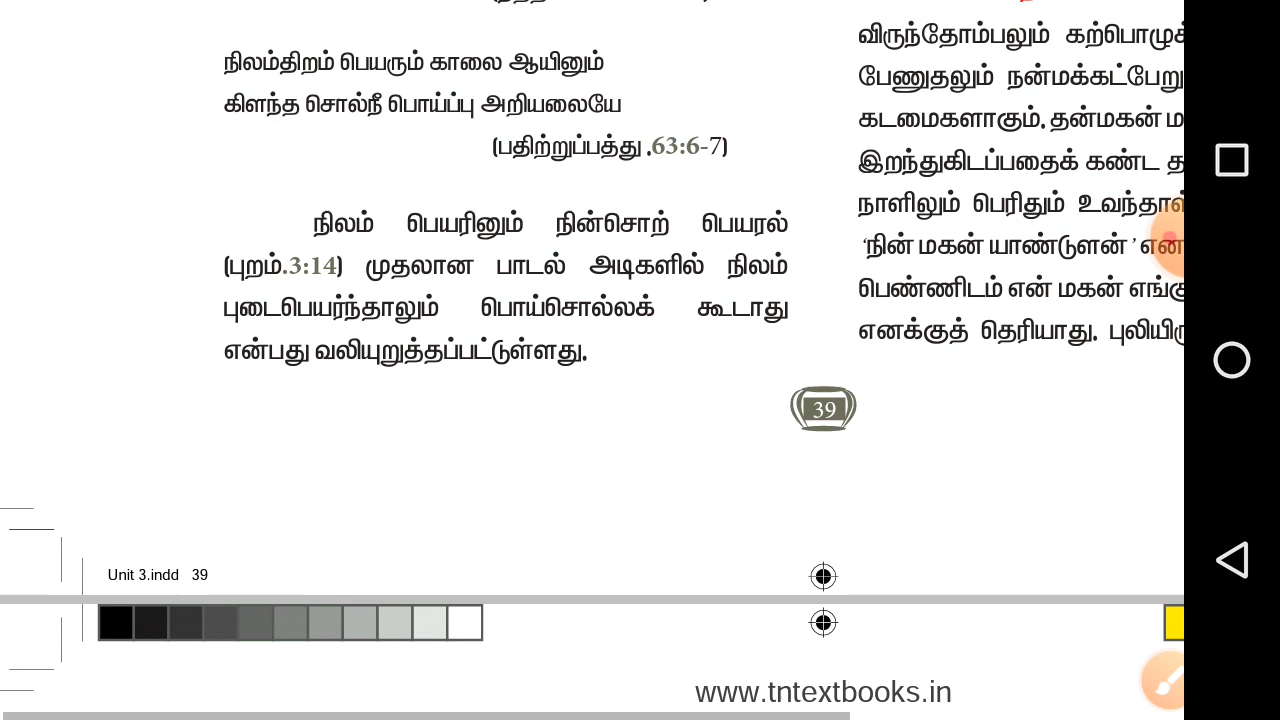 நிலம்திறம் பெயரும் காலை ஆயினும்
கிளந்த சொல்நீ பொய்ப்பு அறியலையே
(பதிற்றுப்பத்து .63:6-7)
நிலம் பெயரினும் நின்சொற் பெயரல்
(புறம்.3:14) முதலான பாடல் அடிகளில் நிலம்
புடைபெயர்ந்தாலும் பொய்சொல்லக் கூடாது
என்பது வலியுறுத்தப்பட்டுள்ளது.
விருந்தோம்பலும்
பேணுதலும் நன்மக்கட்பேறு
கடமைகளாகும். தன்மகன்
இறந்துகிடப்பதைக் கண்ட
நாளிலும் பெரிதும்
‘நின் மகன் யாண்டுளன்’
பெண்ணிடம் என் மகன்
எனக்குத் தெரியாது.
39
Unit 3.indd 39
www.tntextbooks.in